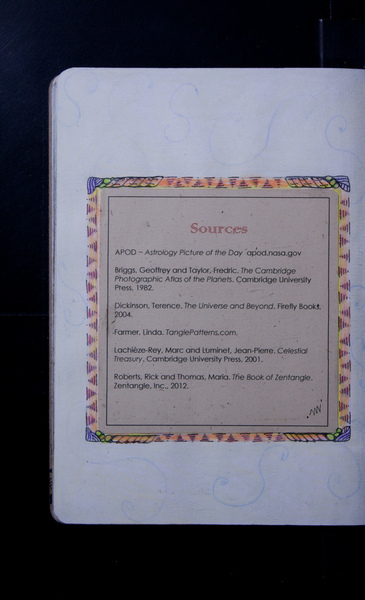 Sources
APOD – Astrology Picture of the Day apod.nasa.gov
Briggs, Geoffrey and Taylor, Fredric. The Cambridge
Photographic Atlas of the Planets. Cambridge University
Press, 1982.
Dickinson, Terence. The Universe and Beyond. Firefly Books,
2004.
Farmer, Linda. TanglePatterns.com.
Lachièze-Rey, Marc and Luminet, Jean-Pierre. Celestial
Treasury, Cambridge University Press, 2001.
Roberts, Rick and Thomas, Maria. The Book of Zentangle.
Zentangle, Inc., 2012.